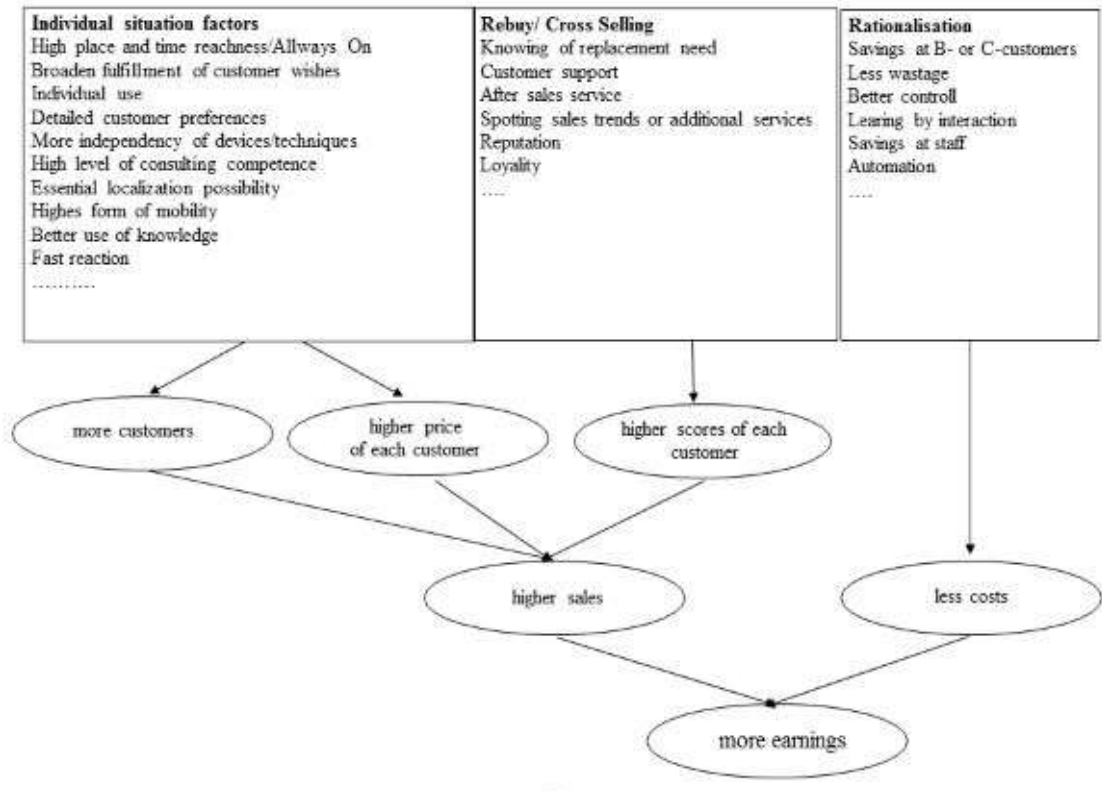 Individual situation factors
High place and time reachness/Allways On
Broaden fulfillment of customer wishes
Individual use
Detailed customer preferences
More independency of devices/techniques
High level of consulting competence
Essential localization possibility
Highes form of mobility
Better use of knowledge
Fast reaction
..........
Rebuy/ Cross Selling
Knowing of replacement need
Customer support
After sales service
Spotting sales trends or additional services
Reputation
Loyality
....
Rationalisation
Savings at B- or C-customers
Less wastage
Better controll
Learing by interaction
Savings at staff
Automation
....
more customers
higher price
of each customer
higher scores of each
customer
higher sales
less costs
more earnings